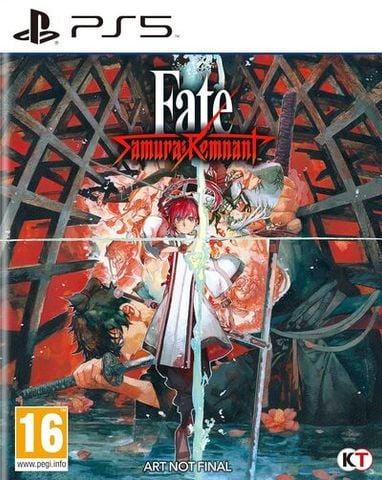 PS5
Fate
Samurai Remnant
16
www.pegi.info
ART NOT FINAL
KT